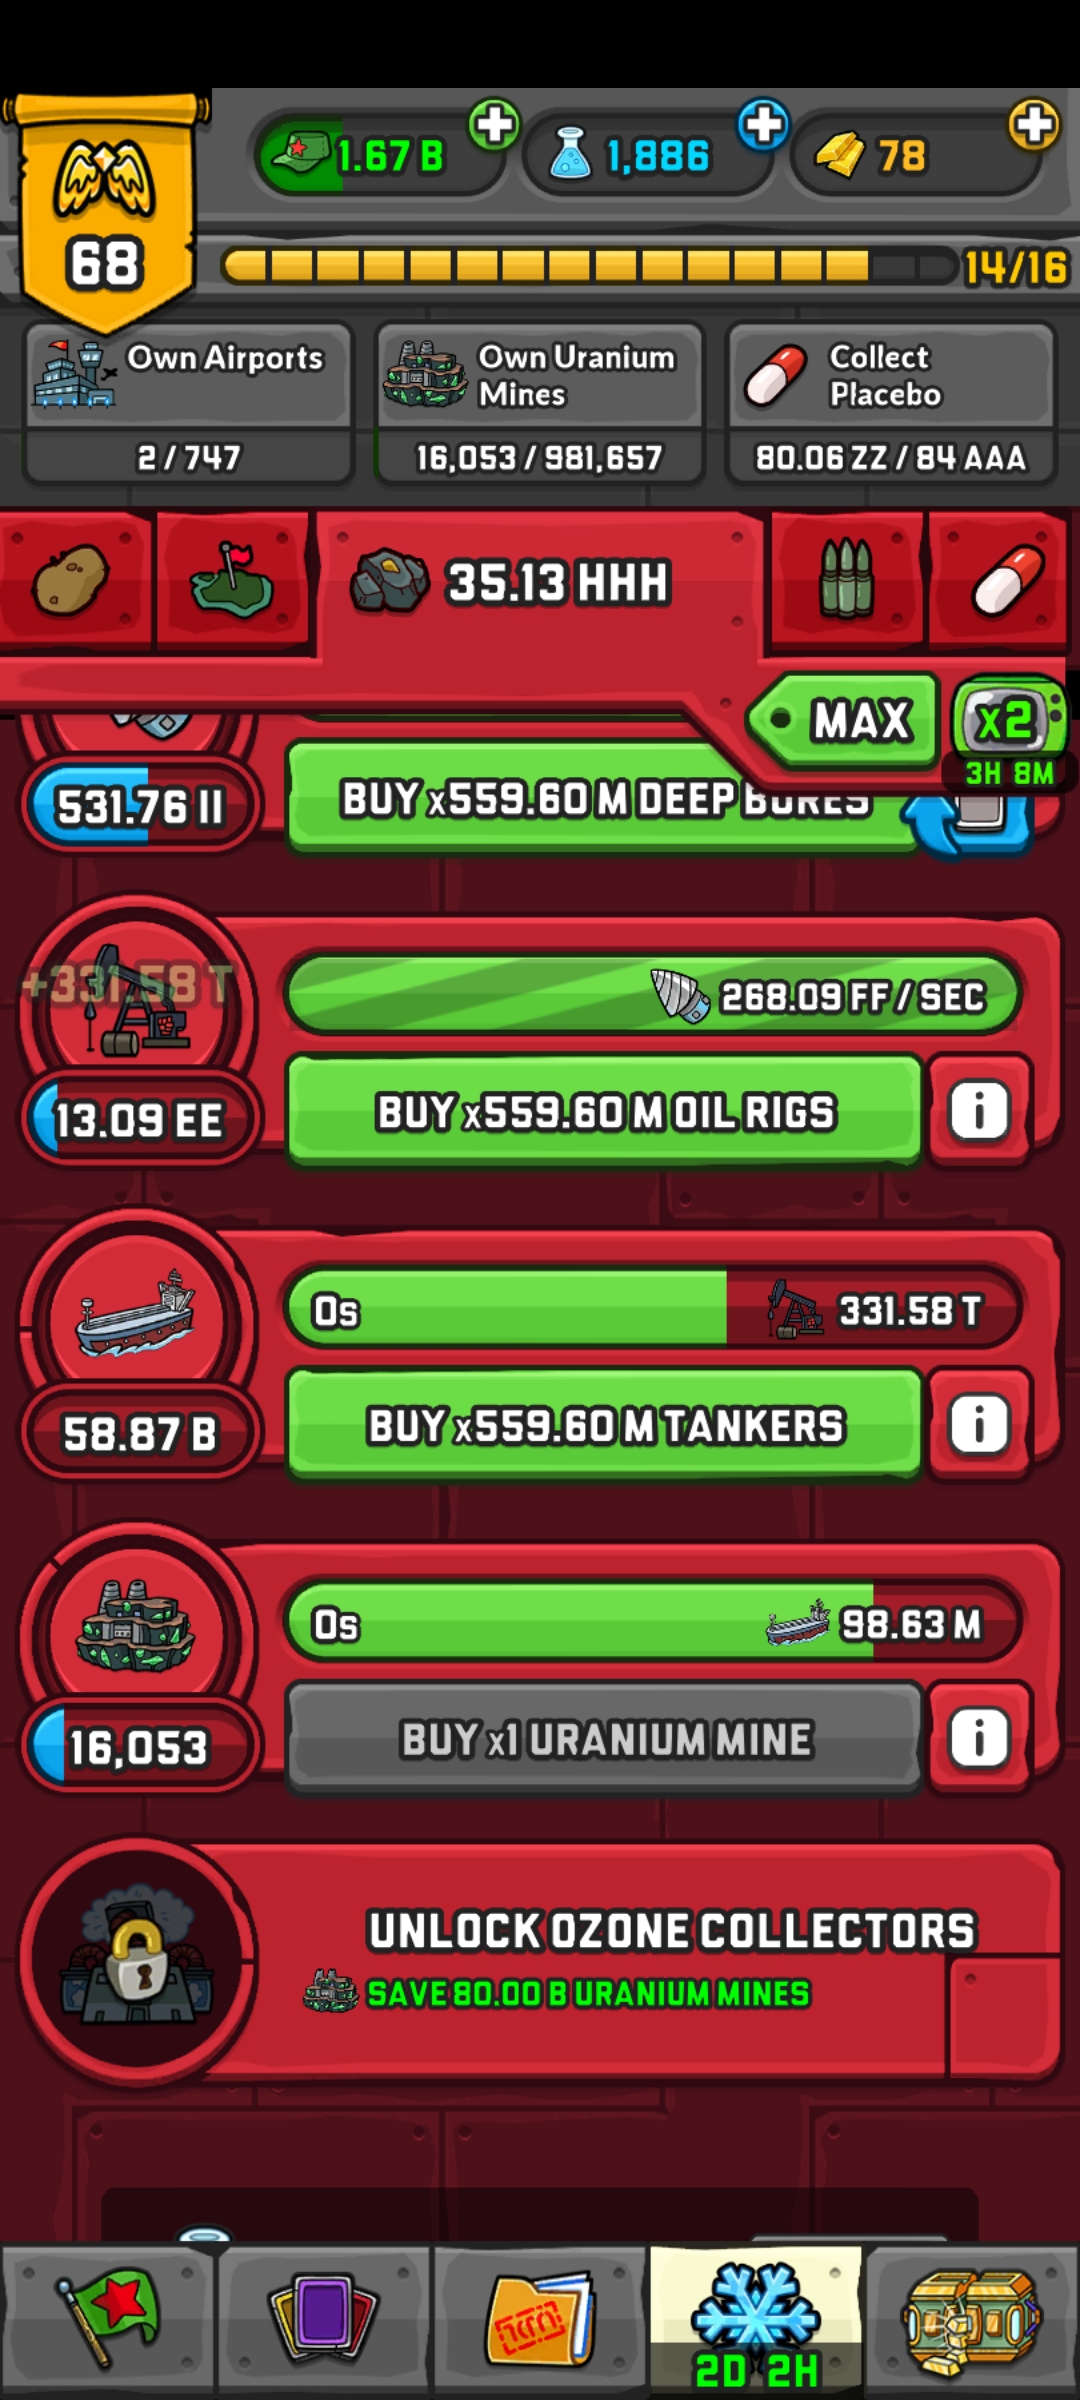 1.67 B
1,886
78
68
14/16
Own Airports
2 / 747
Own Uranium
Mines
16,053 / 981,657
Collect
Placebo
80.06 ZZ / 84 AAA
35.13 HHH
MAX
x2
3H 8M
531.76 II
BUY x559.60 M DEEP BORES
+331.58 T
268.09 FF / SEC
13.09 EE
BUY x559.60 M OIL RIGS
i
0s
331.58 T
58.87 B
BUY x559.60 M TANKERS
i
0s
98.63 M
16,053
BUY x1 URANIUM MINE
i
UNLOCK OZONE COLLECTORS
SAVE 80.00 B URANIUM MINES
2D 2H